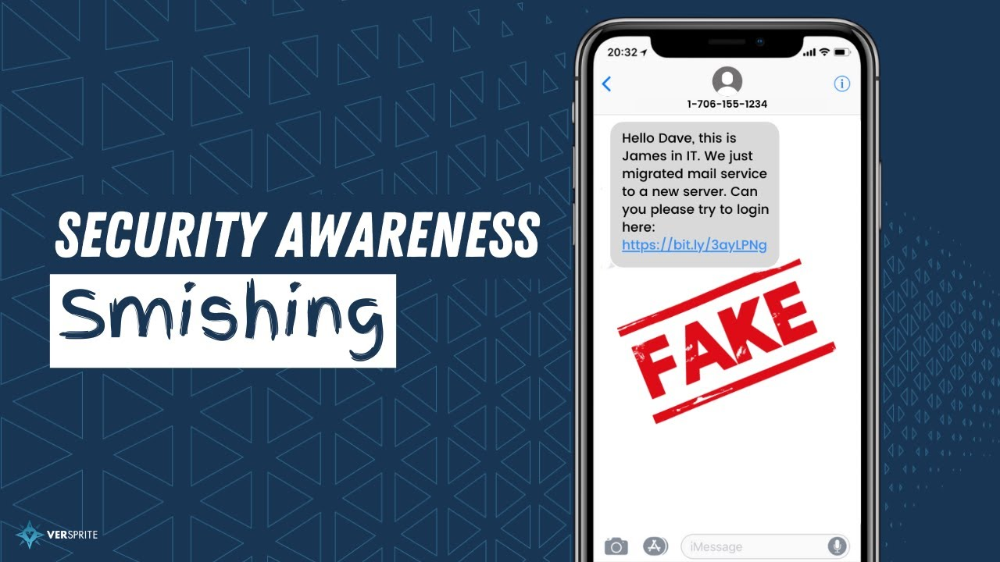 SECURITY AWARENESS
Smishing
VERSPRITE
20:32
1-706-155-1234
Hello Dave, this is
James in IT. We just
migrated mail service
to a new server. Can
you please try to login
here:
https://bit.ly/3ayLPNg
FAKE
iMessage